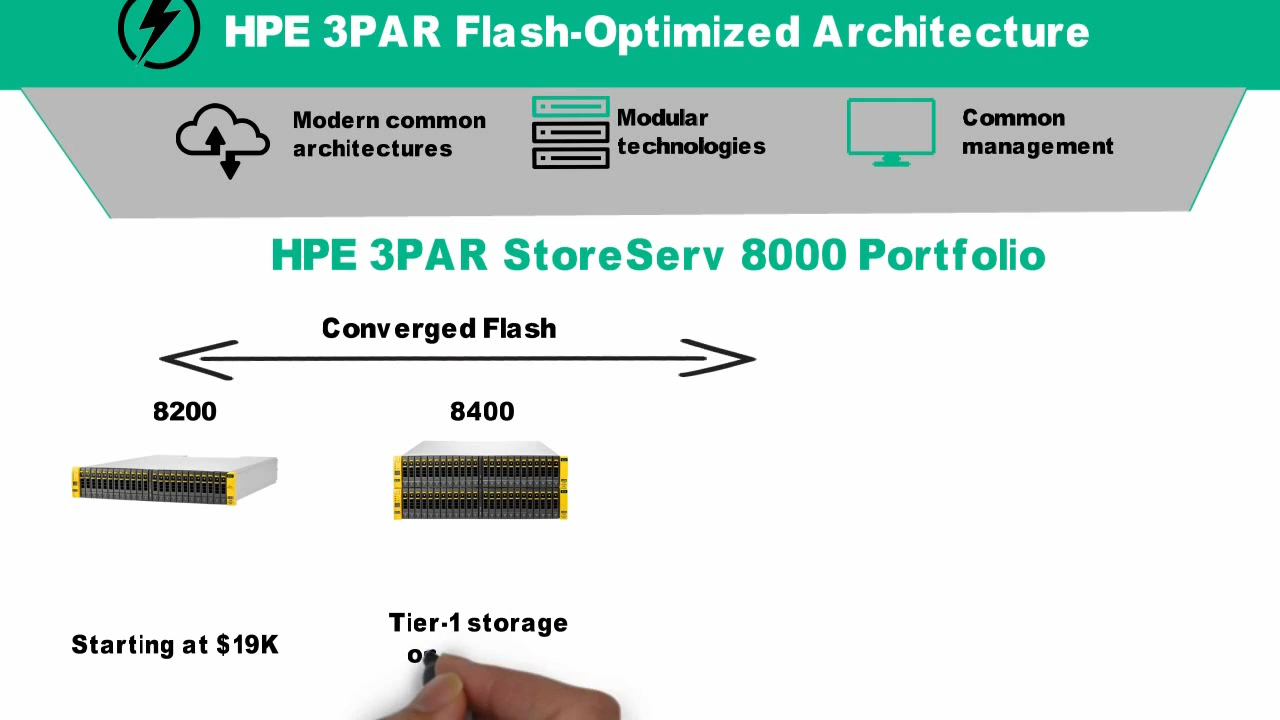 HPE 3PAR Flash-Optimized Architecture
Modern common
architectures
Modular
technologies
Common
management
HPE 3PAR StoreServ 8000 Portfolio
Converged Flash
8200
8400
Starting at $19K
Tier-1 storage